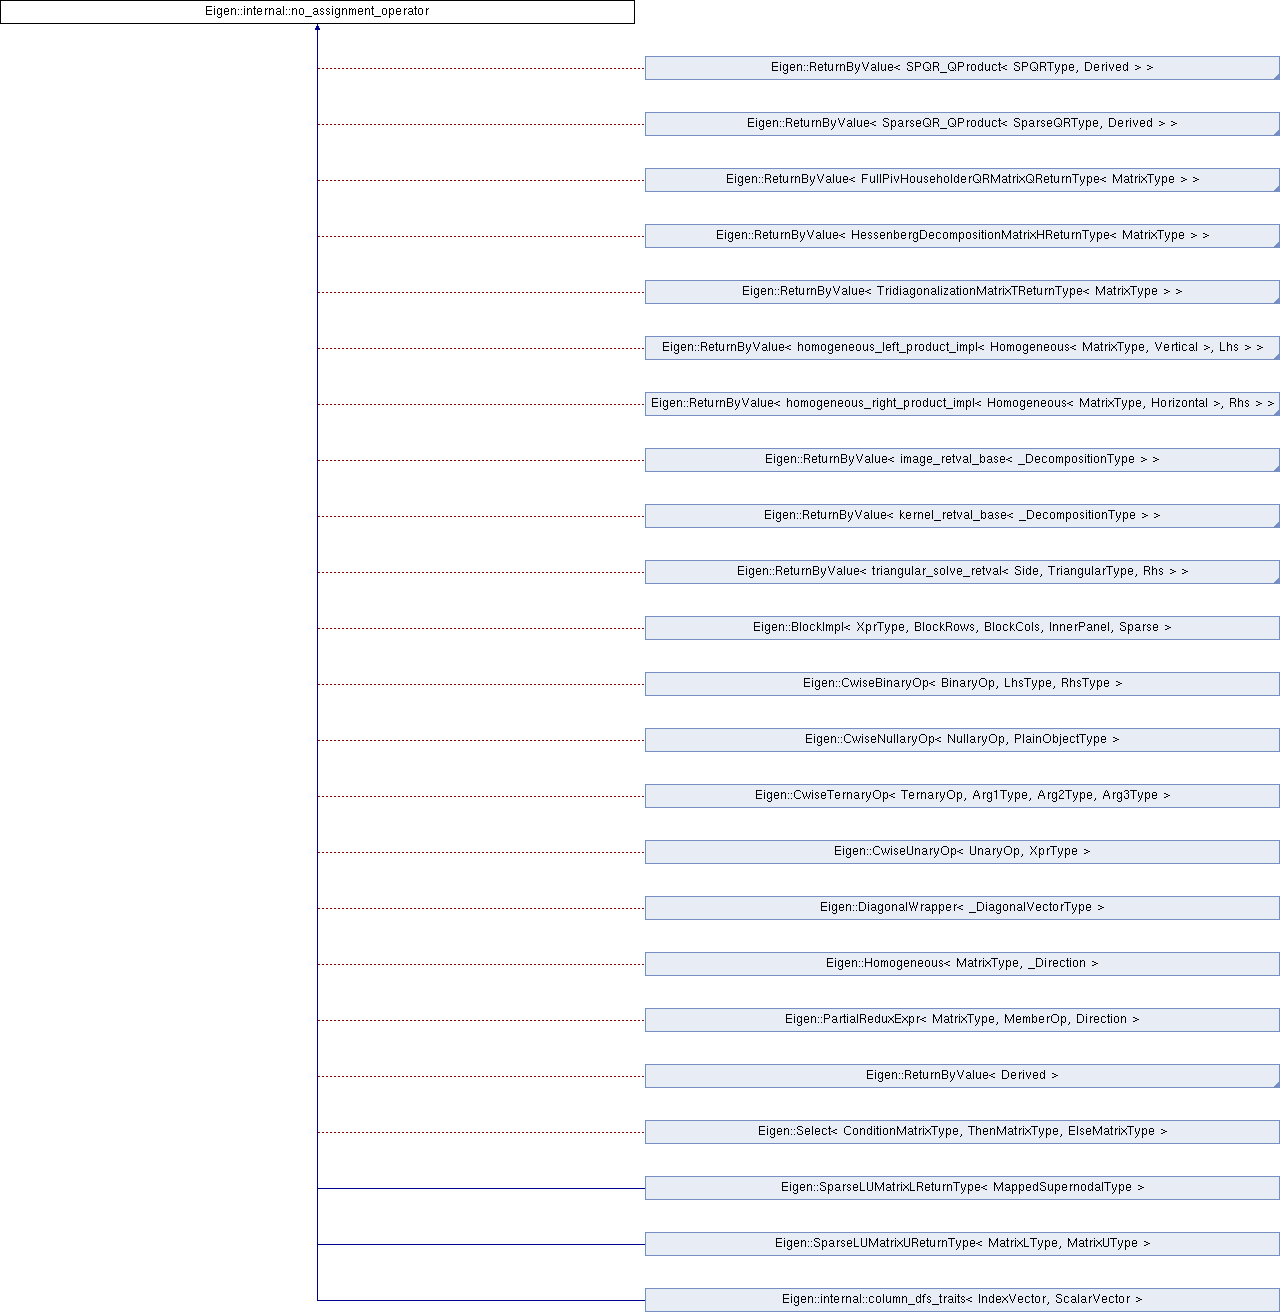 Eigen::internal::no_assignment_operator
Eigen::ReturnByValue< SPQR_QProduct< SPQRType, Derived > >
Eigen::ReturnByValue< SparseQR_QProduct< SparseQRType, Derived > >
Eigen::ReturnByValue< FullPivHouseholderQRMatrixQReturnType< MatrixType > >
Eigen::ReturnByValue< HessenbergDecompositionMatrixHReturnType< MatrixType > >
Eigen::ReturnByValue< TridiagonalizationMatrixTReturnType< MatrixType > >
Eigen::ReturnByValue< homogeneous_left_product_impl< Homogeneous< MatrixType, Vertical >, Lhs > >
Eigen::ReturnByValue< homogeneous_right_product_impl< Homogeneous< MatrixType, Horizontal >, Rhs > >
Eigen::ReturnByValue< image_retval_base< _DecompositionType > >
Eigen::ReturnByValue< kernel_retval_base< _DecompositionType > >
Eigen::ReturnByValue< triangular_solve_retval< Side, TriangularType, Rhs > >
Eigen::BlockImpl< XprType, BlockRows, BlockCols, InnerPanel, Sparse >
Eigen::CwiseBinaryOp< BinaryOp, LhsType, RhsType >
Eigen::CwiseNullaryOp< NullaryOp, PlainObjectType >
Eigen::CwiseTernaryOp< TernaryOp, Arg1Type, Arg2Type, Arg3Type >
Eigen::CwiseUnaryOp< UnaryOp, XprType >
Eigen::DiagonalWrapper< _DiagonalVectorType >
Eigen::Homogeneous< MatrixType, _Direction >
Eigen::PartialReduxExpr< MatrixType, MemberOp, Direction >
Eigen::ReturnByValue< Derived >
Eigen::Select< ConditionMatrixType, ThenMatrixType, ElseMatrixType >
Eigen::SparseLUMatrixLReturnType< MappedSupernodalType >
Eigen::SparseLUMatrixUReturnType< MatrixLType, MatrixUType >
Eigen::internal::column_dfs_traits< IndexVector, ScalarVector >